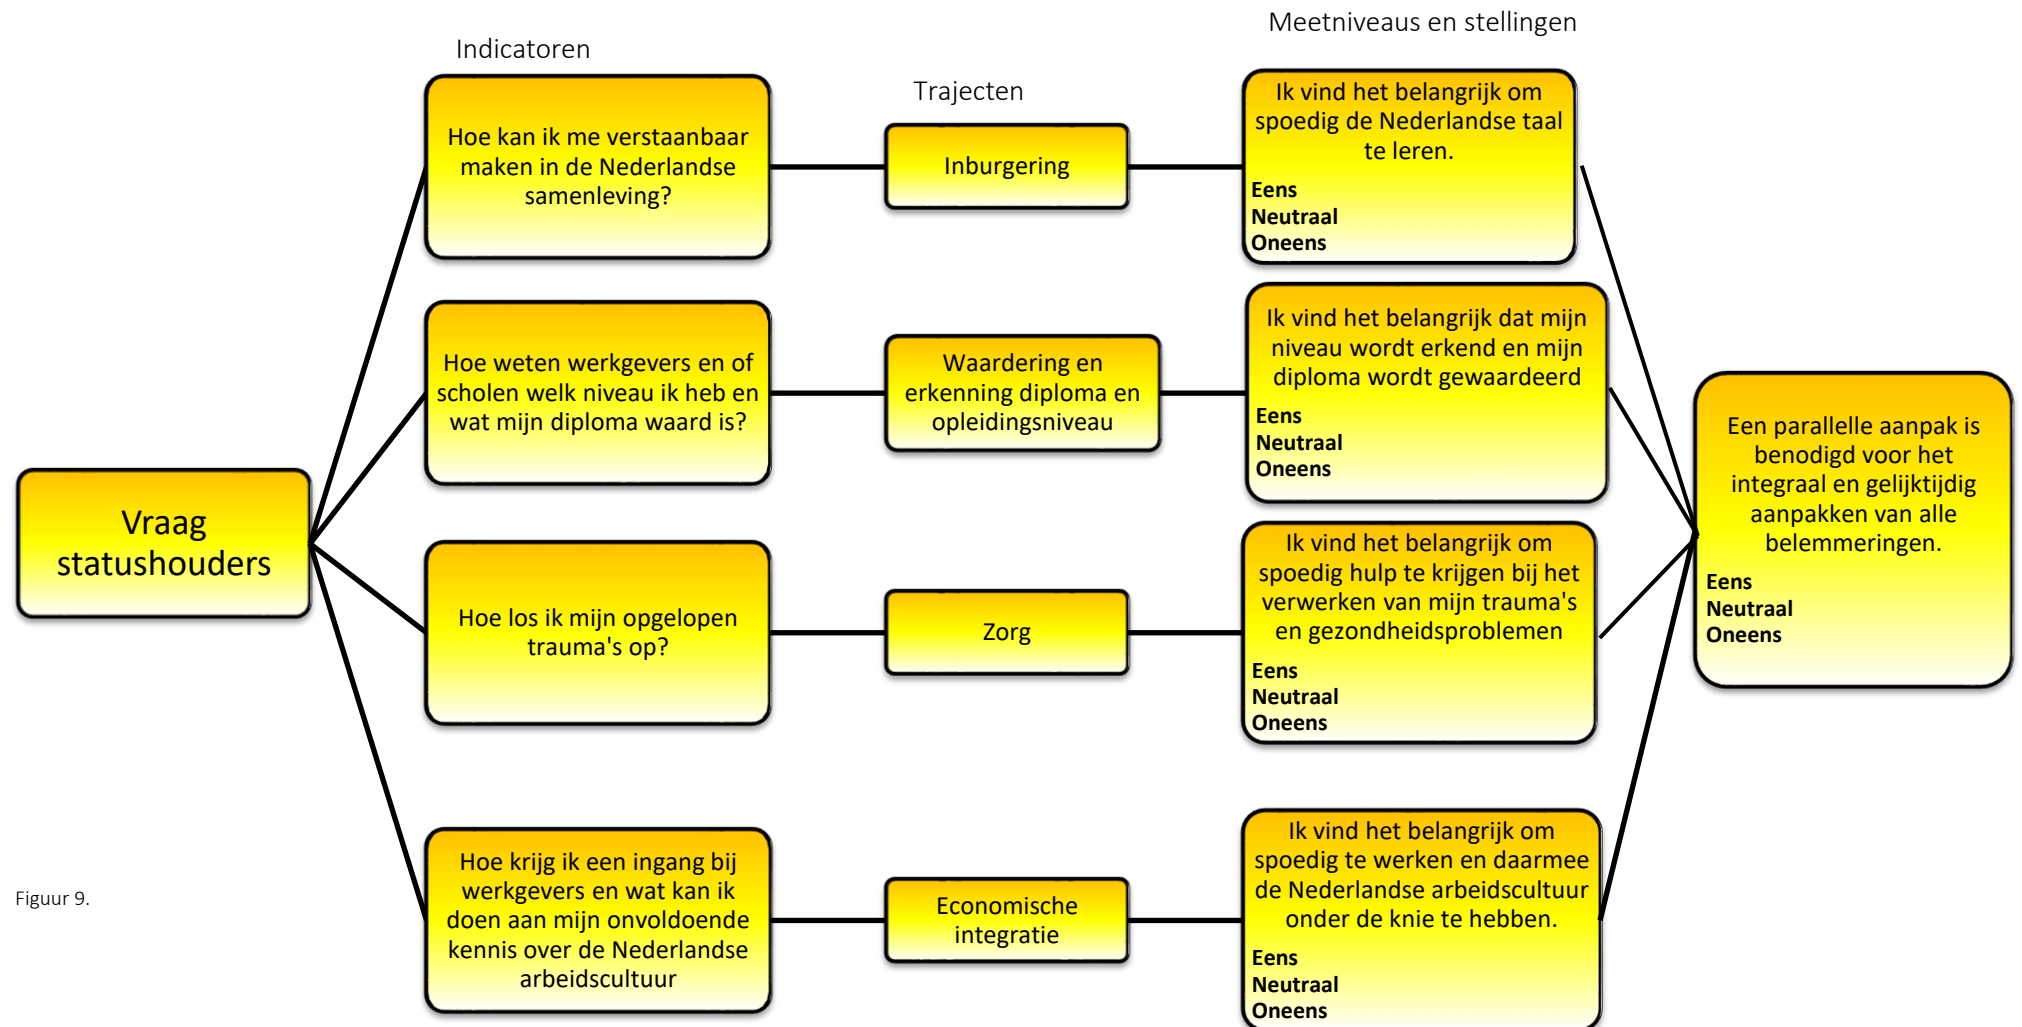 Meetniveaus en stellingen
Indicatoren
Trajecten
Vraag
statushouders
Hoe kan ik me verstaanbaar
maken in de Nederlandse
samenleving?
Inburgering
Ik vind het belangrijk om
spoedig de Nederlandse taal
te leren.
Eens
Neutraal
Oneens
Hoe weten werkgevers en of
scholen welk niveau ik heb en
wat mijn diploma waard is?
Waardering en
erkenning diploma en
opleidingsniveau
Ik vind het belangrijk dat mijn
niveau wordt erkend en mijn
diploma wordt gewaardeerd
Eens
Neutraal
Oneens
Hoe los ik mijn opgelopen
trauma's op?
Zorg
Ik vind het belangrijk om
spoedig hulp te krijgen bij het
verwerken van mijn trauma's
en gezondheidsproblemen
Eens
Neutraal
Oneens
Hoe krijg ik een ingang bij
werkgevers en wat kan ik
doen aan mijn onvoldoende
kennis over de Nederlandse
arbeidscultuur
Economische
integratie
Ik vind het belangrijk om
spoedig te werken en daarmee
de Nederlandse arbeidscultuur
onder de knie te hebben.
Eens
Neutraal
Oneens
Een parallelle aanpak is
benodigd voor het
integraal en gelijktijdig
aanpakken van alle
belemmeringen.
Eens
Neutraal
Oneens
Figuur 9.